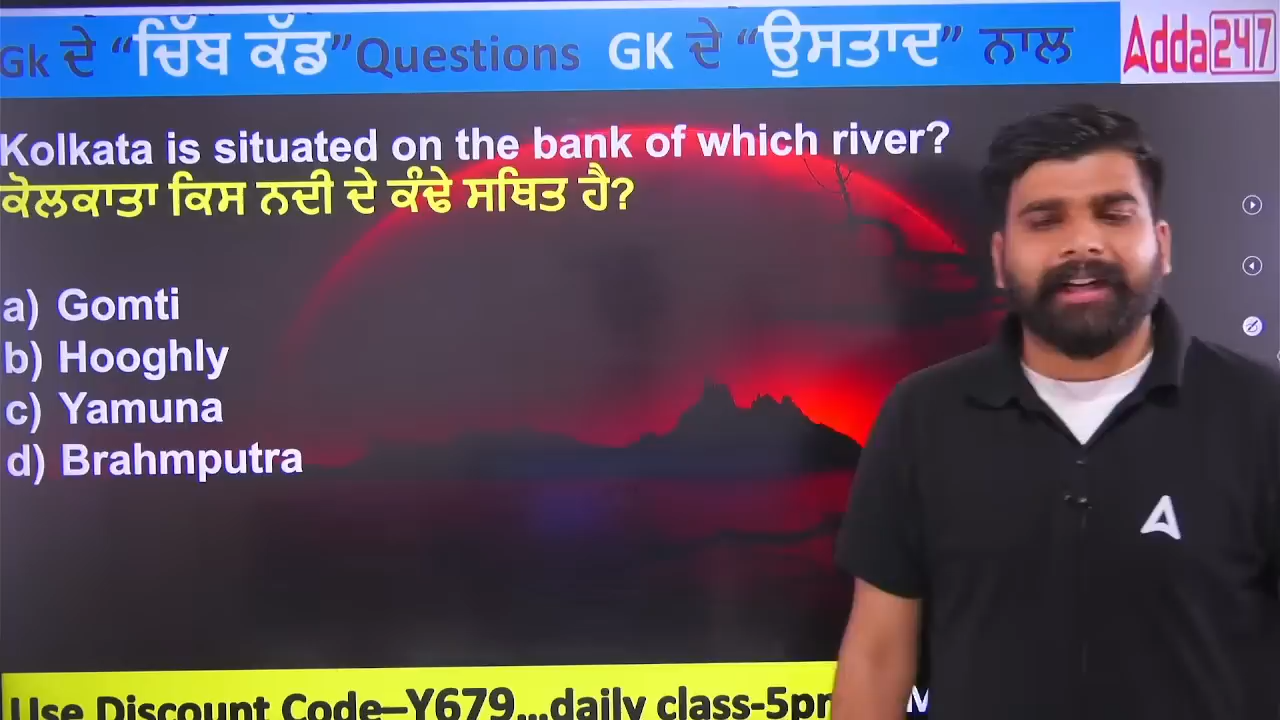 Gk ਦੇ “ਚਿੱਬ ਕੱਡ”Questions GK ਦੇ “ਉਸਤਾਦ” ਨਾਲ
Adda247
Kolkata is situated on the bank of which river?
ਕੋਲਕਾਤਾ ਕਿਸ ਨਦੀ ਦੇ ਕੰਢੇ ਸਥਿਤ ਹੈ?
a) Gomti
b) Hooghly
c) Yamuna
d) Brahmputra
Use Discount Code–Y679...daily class-5pm